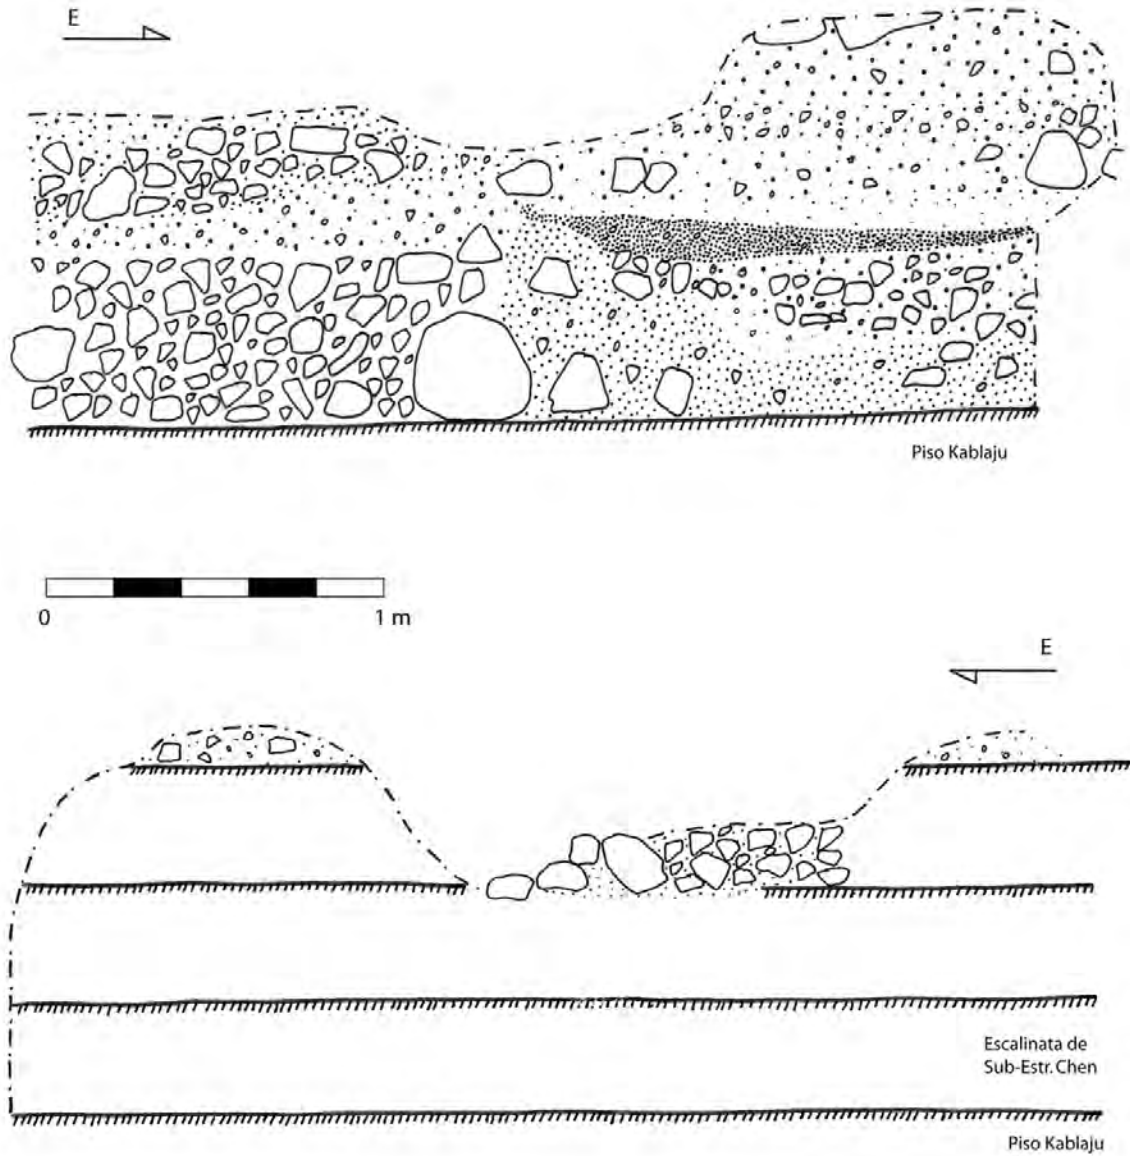 E
Piso Kablaju
0 1 m
E
Escalinata de
Sub-Estr. Chen
Piso Kablaju